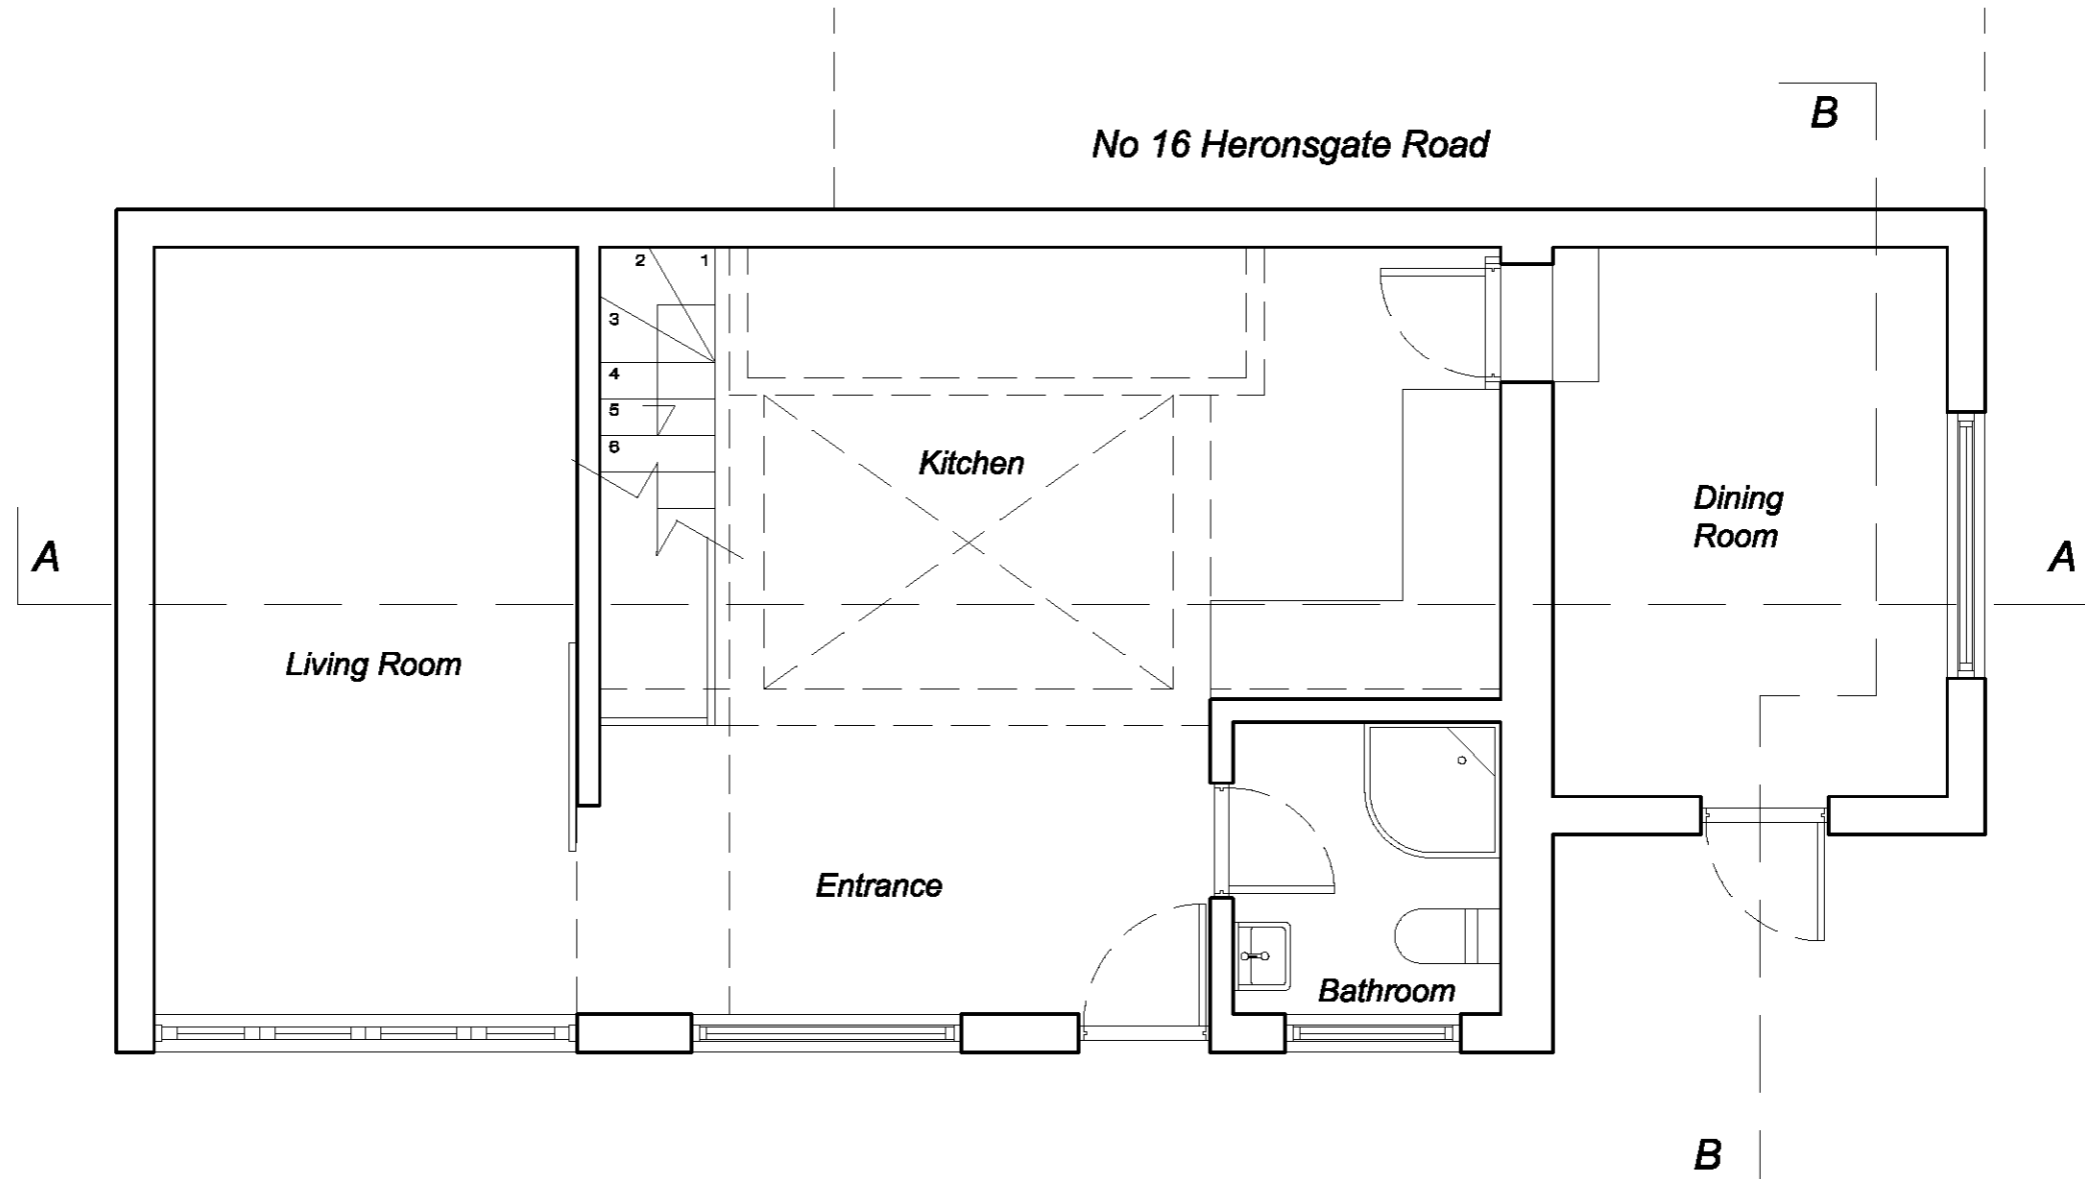 B
No 16 Heronsgate Road
2 1
3
4
5
6
Kitchen
Dining
Room
A
A
Living Room
Entrance
Bathroom
B